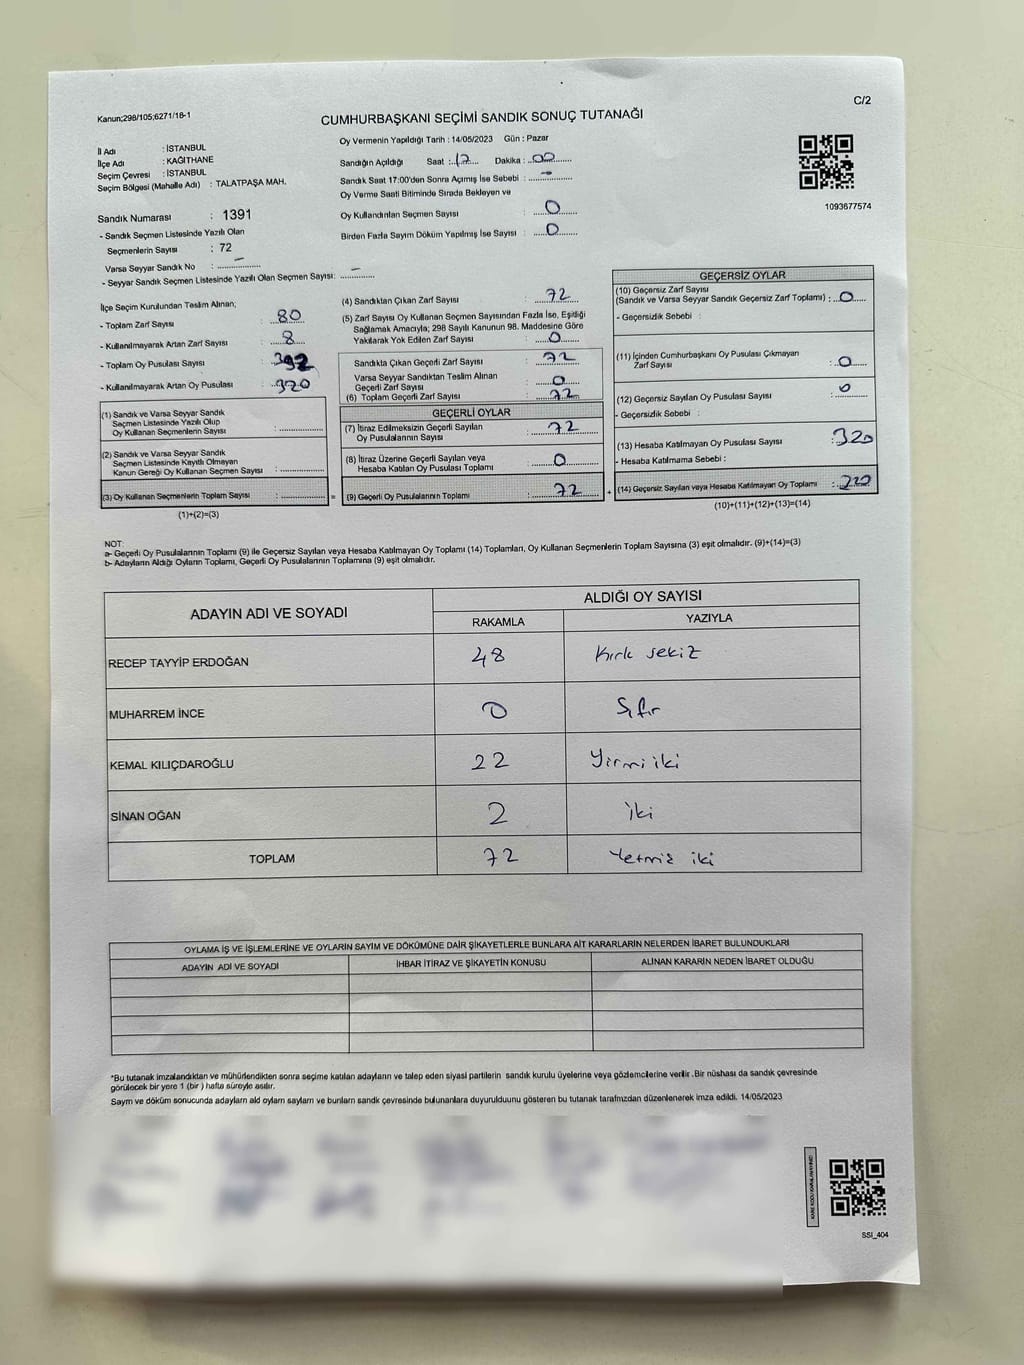 C/2
Kanun;298/105;6271/18-1
CUMHURBAŞKANI SEÇİMİ SANDIK SONUÇ TUTANAĞI
İl Adı : İSTANBUL
İlçe Adı : KAĞITHANE
Seçim Çevresi : İSTANBUL
Seçim Bölgesi (Mahalle Adı) : TALATPAŞA MAH.
Sandık Numarası : 1391
- Sandık Seçmen Listesinde Yazılı Olan
Seçmenlerin Sayısı : 72
Varsa Seyyar Sandık No : –
- Seyyar Sandık Seçmen Listesinde Yazılı Olan Seçmen Sayısı: –
Oy Vermenin Yapıldığı Tarih : 14/05/2023 Gün : Pazar
Sandığın Açıldığı Saat : 17 Dakika : 00
Sandık Saat 17:00'den Sonra Açımış İse Sebebi : –
Oy Verme Saati Bitiminde Sırada Bekleyen ve
Oy Kullandırılan Seçmen Sayısı : 0
Birden Fazla Sayım Döküm Yapılmış İse Sayısı : 0
1093677574
İlçe Seçim Kurulundan Teslim Alınan;
- Toplam Zarf Sayısı : 80
- Kullanılmayarak Artan Zarf Sayısı : 8
- Toplam Oy Pusulası Sayısı : 392
- Kullanılmayarak Artan Oy Pusulası : 320
(1) Sandık ve Varsa Seyyar Sandık
Seçmen Listesinde Yazılı Olup
Oy Kullanan Seçmenlerin Sayısı :
(2) Sandık ve Varsa Seyyar Sandık
Seçmen Listesinde Kayıtlı Olmayan
Kanun Gereği Oy Kullanan Seçmen Sayısı :
(3) Oy Kullanan Seçmenlerin Toplam Sayısı : =
(1)+(2)=(3)
(4) Sandıktan Çıkan Zarf Sayısı : 72
(5) Zarf Sayısı Oy Kullanan Seçmen Sayısından Fazla İse, Eşitliği
Sağlamak Amacıyla; 298 Sayılı Kanunun 98. Maddesine Göre
Yakılarak Yok Edilen Zarf Sayısı : 0
Sandıkta Çıkan Geçerli Zarf Sayısı : 72
Varsa Seyyar Sandıktan Teslim Alınan
Geçerli Zarf Sayısı : 0
(6) Toplam Geçerli Zarf Sayısı : 72
GEÇERLİ OYLAR
(7) İtiraz Edilmeksizin Geçerli Sayılan
Oy Pusulalarının Sayısı : 72
(8) İtiraz Üzerine Geçerli Sayılan veya
Hesaba Katılan Oy Pusulası Toplamı : 0
(9) Geçerli Oy Pusulalarının Toplamı : 72 +
GEÇERSİZ OYLAR
(10) Geçersiz Zarf Sayısı
(Sandık ve Varsa Seyyar Sandık Geçersiz Zarf Toplamı) : 0
- Geçersizlik Sebebi :
(11) İçinden Cumhurbaşkanı Oy Pusulası Çıkmayan
Zarf Sayısı : 0
(12) Geçersiz Sayılan Oy Pusulası Sayısı : 0
- Geçersizlik Sebebi :
(13) Hesaba Katılmayan Oy Pusulası Sayısı : 320
- Hesaba Katılmama Sebebi :
(14) Geçersiz Sayılan veya Hesaba Katılmayan Oy Toplamı : 320
(10)+(11)+(12)+(13)=(14)
NOT:
a- Geçerli Oy Pusulalarının Toplamı (9) ile Geçersiz Sayılan veya Hesaba Katılmayan Oy Toplamı (14) Toplamları, Oy Kullanan Seçmenlerin Toplam Sayısına (3) eşit olmalıdır. (9)+(14)=(3)
b- Adayların Aldığı Oyların Toplamı, Geçerli Oy Pusulalarının Toplamına (9) eşit olmalıdır.
ADAYIN ADI VE SOYADI ALDIĞI OY SAYISI
RAKAMLA YAZIYLA
RECEP TAYYİP ERDOĞAN 48 Kırk sekiz
MUHARREM İNCE 0 Sıfır
KEMAL KILIÇDAROĞLU 22 Yirmi iki
SİNAN OĞAN 2 iki
TOPLAM 72 Yetmiş iki
OYLAMA İŞ VE İŞLEMLERİNE VE OYLARIN SAYIM VE DÖKÜMÜNE DAİR ŞİKAYETLERLE BUNLARA AİT KARARLARIN NELERDEN İBARET BULUNDUKLARI
ADAYIN ADI VE SOYADI İHBAR İTİRAZ VE ŞİKAYETİN KONUSU ALINAN KARARIN NEDEN İBARET OLDUĞU
*Bu tutanak imzalandıktan ve mühürlendikten sonra seçime katılan adayların ve talep eden siyasi partilerin sandık kurulu üyelerine veya gözlemcilerine verilir. Bir nüshası da sandık çevresinde
görülecek bir yere 1 (bir ) hafta süreyle asılır.
Sayım ve döküm sonucunda adayların ald oyların sayların ve bunların sandık çevresinde bulunanlara duyurulduunu gösteren bu tutanak tarafımızdan düzenlenerek imza edildi. 14/05/2023
SSI_404